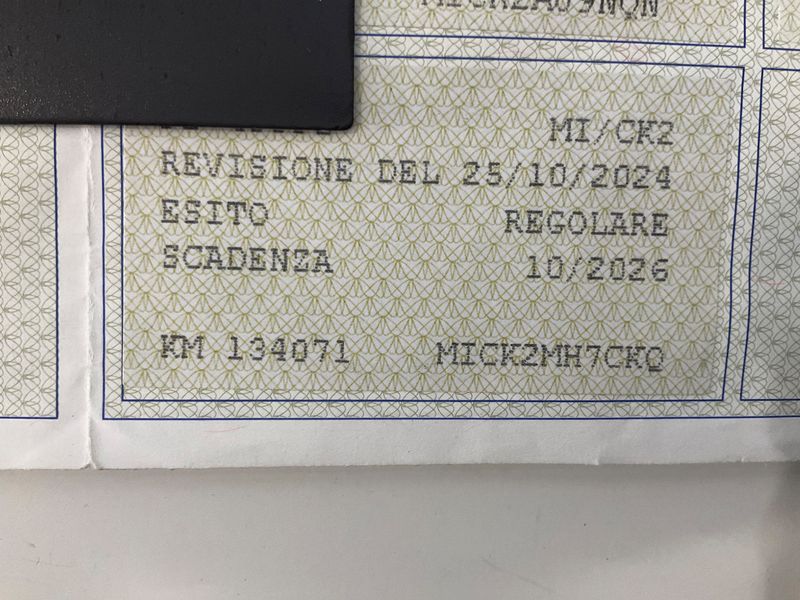 MI/CK2
REVISIONE DEL 25/10/2024
ESITO REGOLARE
SCADENZA 10/2026
KM 134071 MICK2MH7CKQ